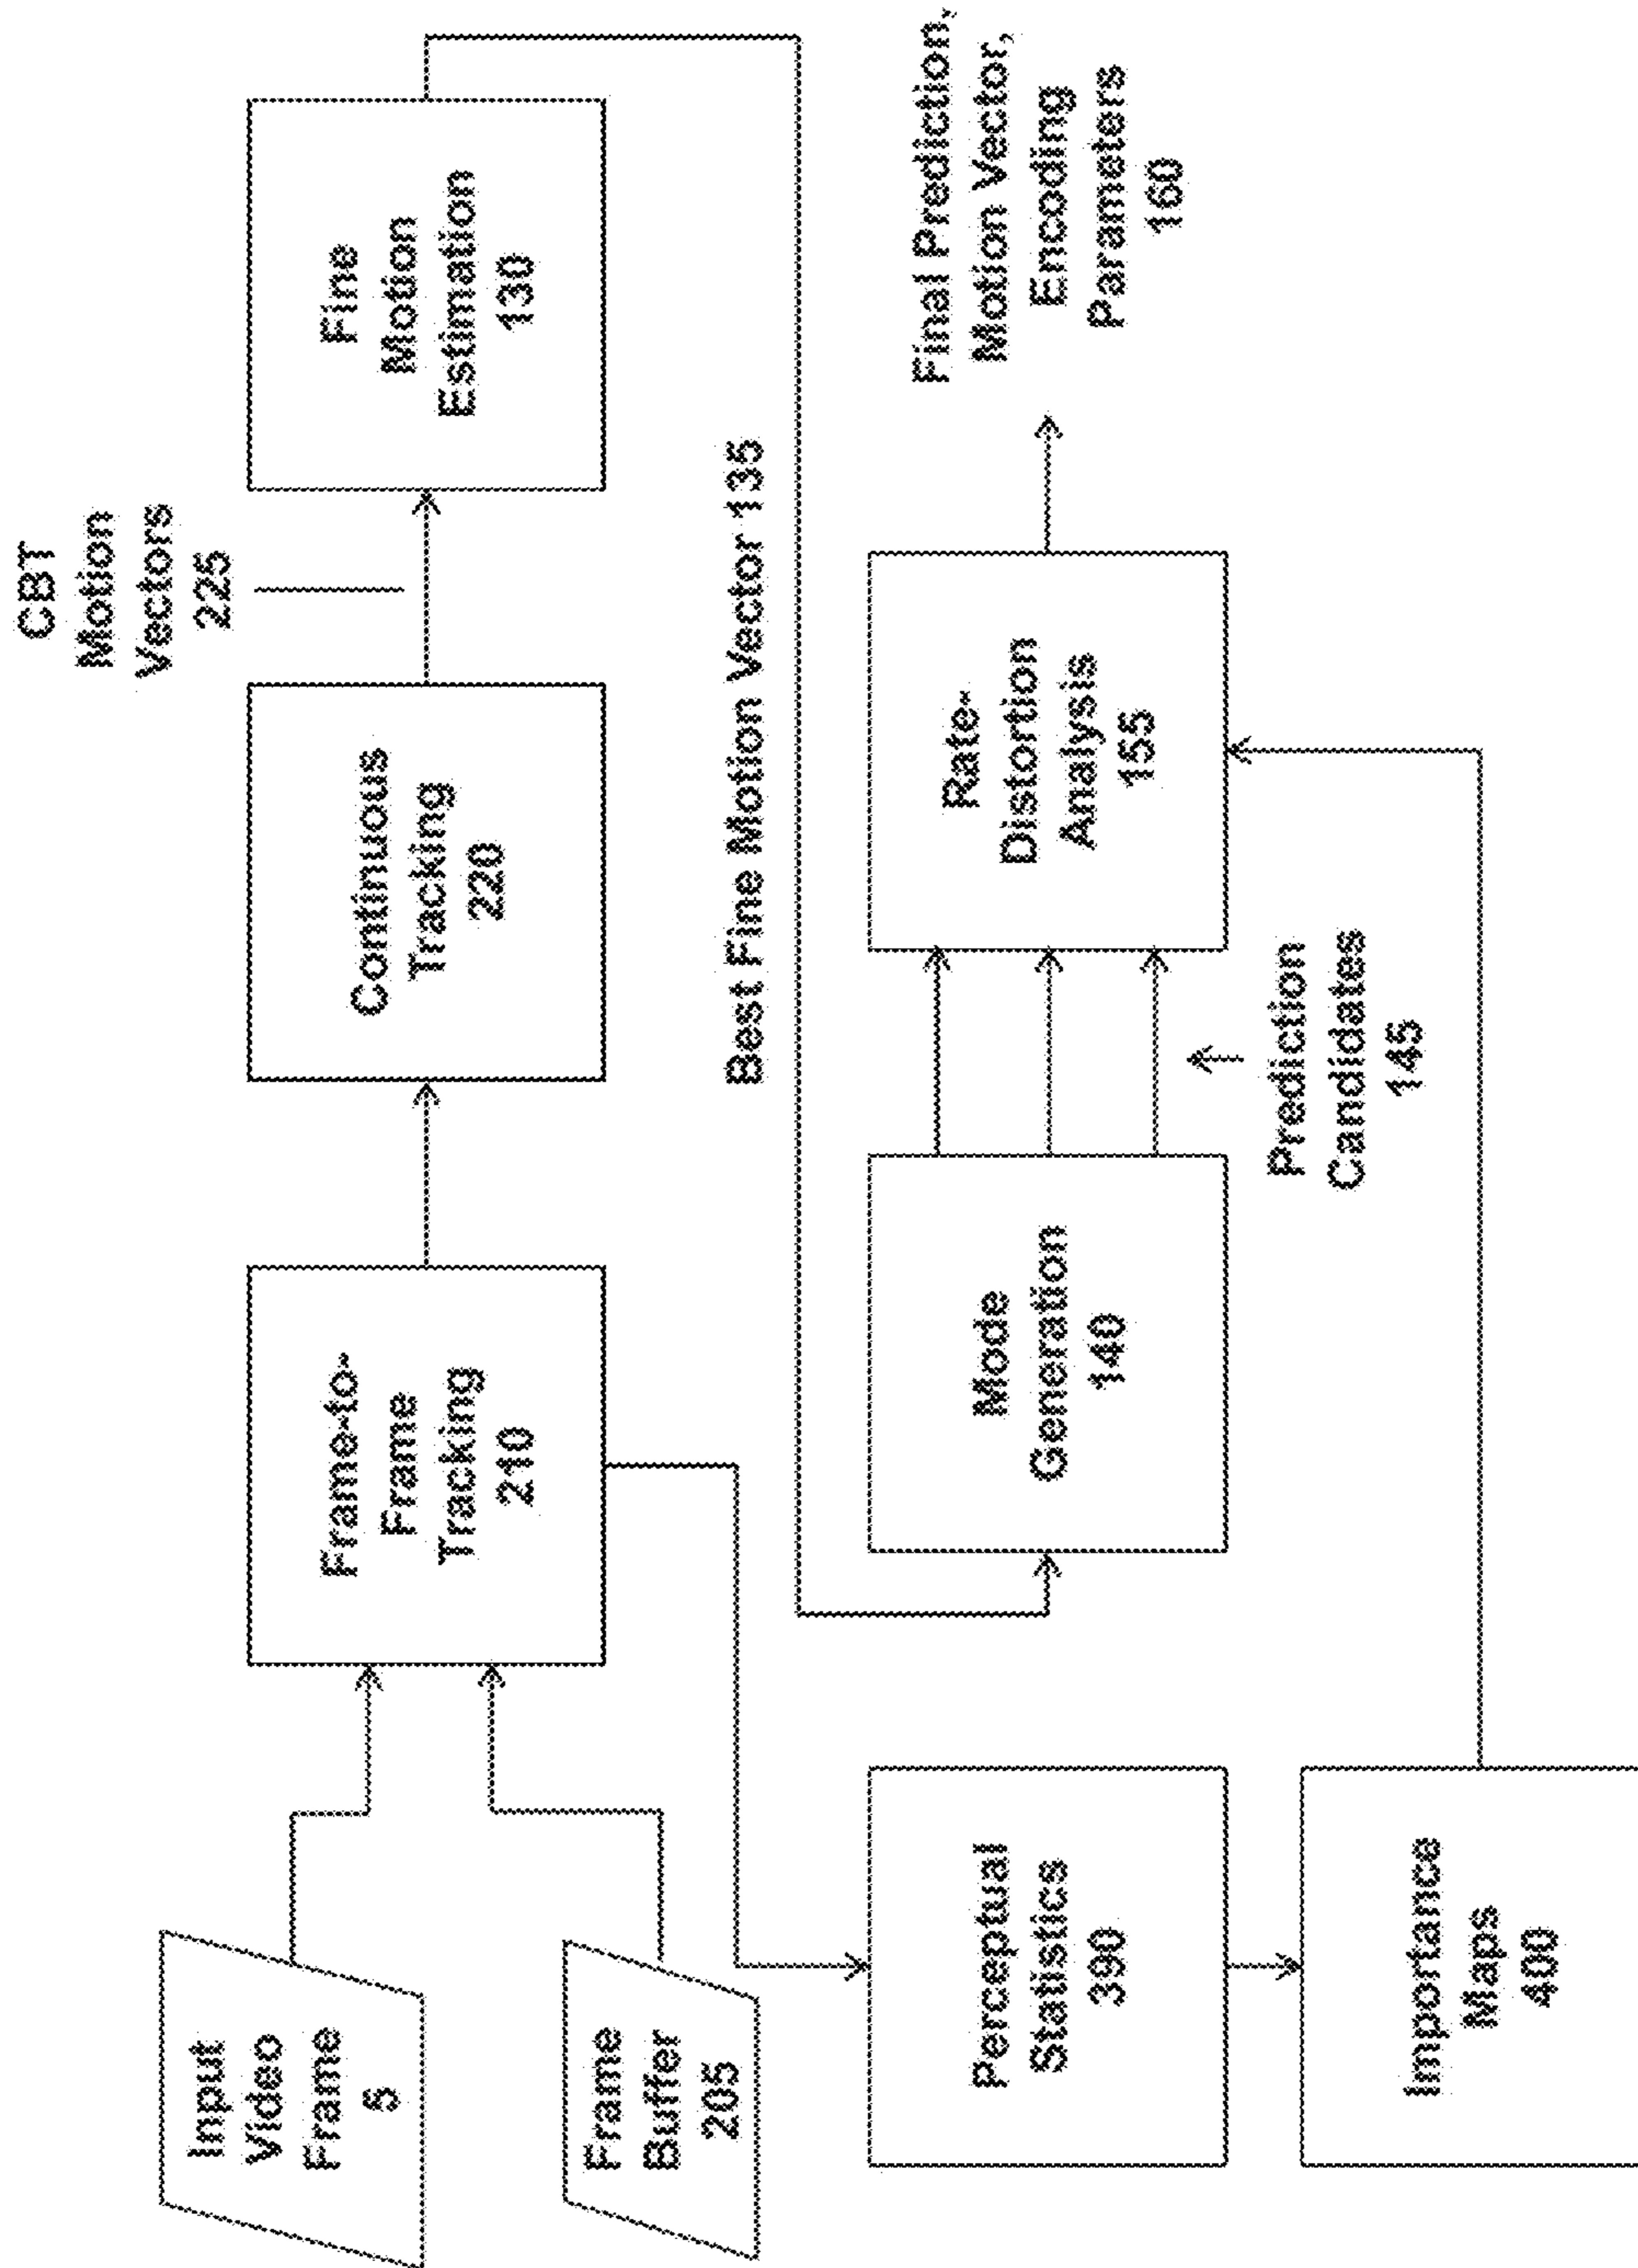 Input
Video
Frame
5
Frame
Buffer
205
Frame-to-
Frame
Tracking
210
Continuous
Tracking
220
CBT
Motion
Vectors
225
Fine
Motion
Estimation
130
Best Fine Motion Vector 135
Perceptual
Statistics
390
Importance
Maps
400
Mode
Generation
140
Prediction
Candidates
145
Rate-
Distortion
Analysis
155
Final Prediction,
Motion Vector,
Encoding
Parameters
160